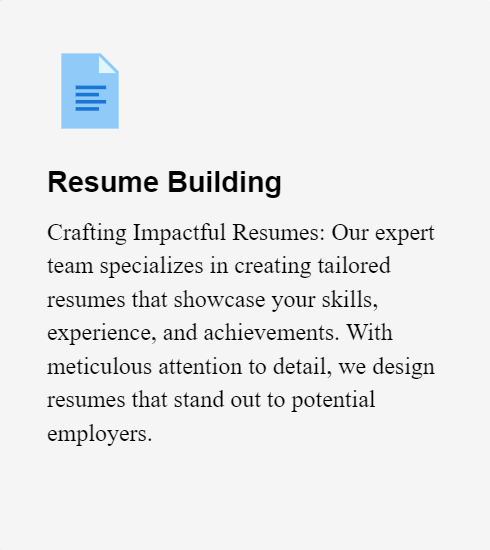 Resume Building
Crafting Impactful Resumes: Our expert
team specializes in creating tailored
resumes that showcase your skills,
experience, and achievements. With
meticulous attention to detail, we design
resumes that stand out to potential
employers.